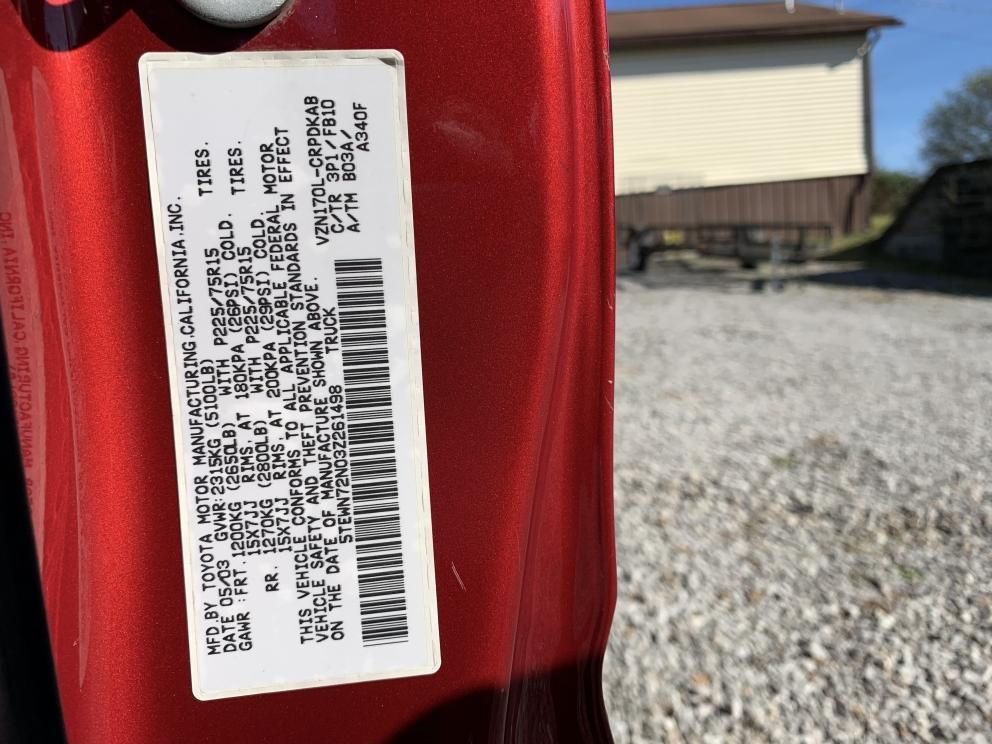 MFD.BY TOYOTA MOTOR MANUFACTURING.CALIFORNIA,INC.
DATE 05/03 GVWR:2315KG (5100LB)
GAWR :FRT.1200KG (2650LB) WITH P225/75R15 TIRES.
15X7JJ RIMS, AT 180KPA (26PSI) COLD.
RR. 1270KG (2800LB) WITH P225/75R15 TIRES.
15X7JJ RIMS, AT 200KPA (29PSI) COLD.
THIS VEHICLE CONFORMS TO ALL APPLICABLE FEDERAL MOTOR
VEHICLE SAFETY AND THEFT PREVENTION STANDARDS IN EFFECT
ON THE DATE OF MANUFACTURE SHOWN ABOVE.
5TEWN72N03Z261498 TRUCK
VZN170L-CRPDKAB
C/TR 3P1/FB10
A/TM B03A/
A340F